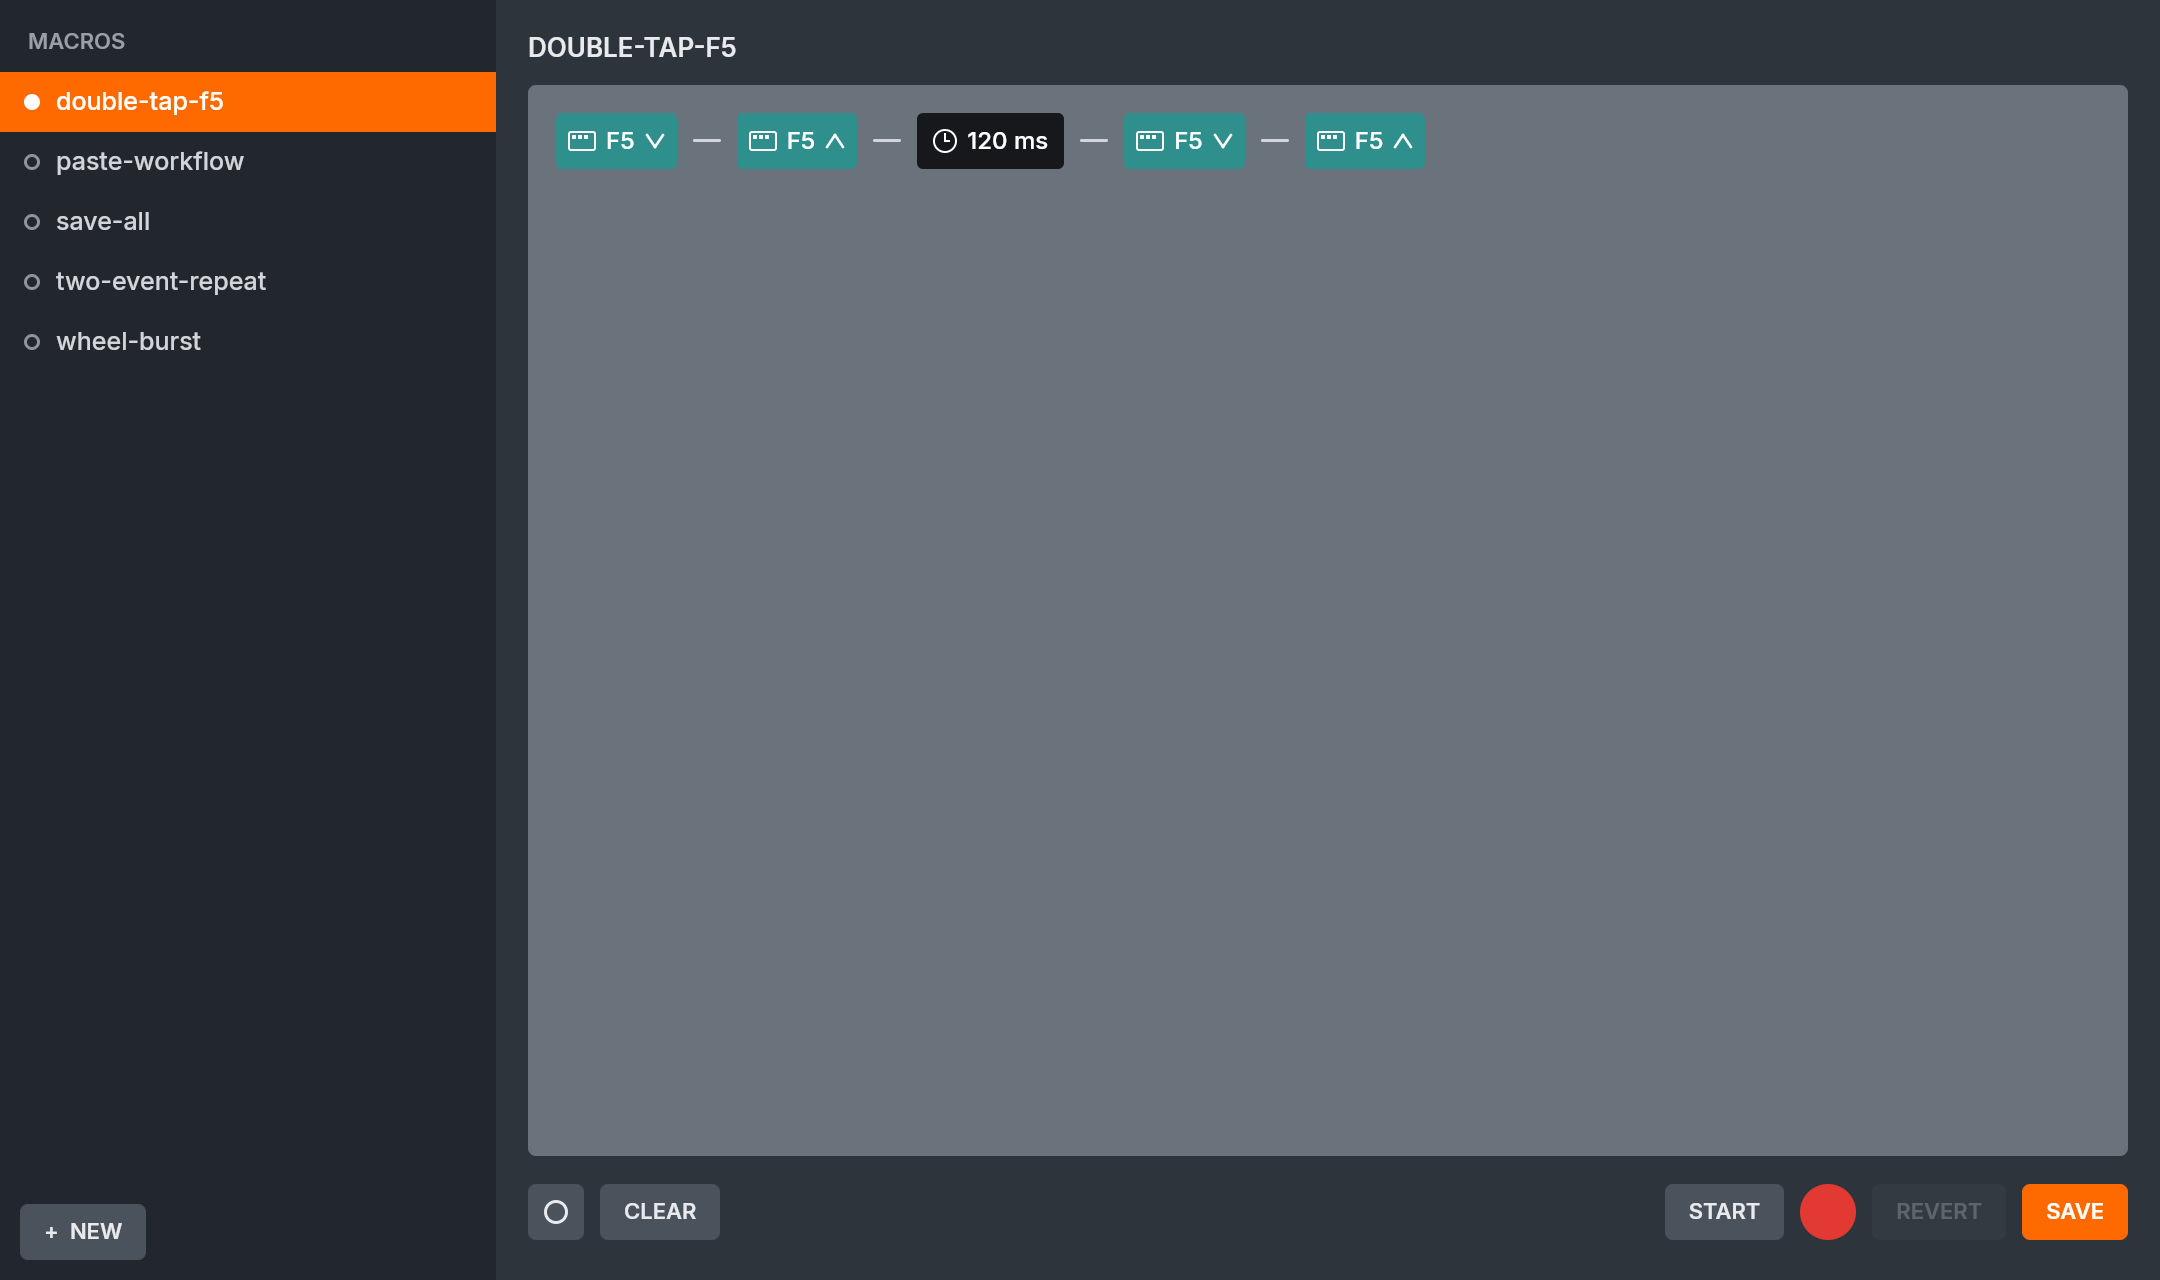 MACROS
double-tap-f5
paste-workflow
save-all
two-event-repeat
wheel-burst
+ NEW
DOUBLE-TAP-F5
F5 F5 120 ms F5 F5
CLEAR
START
REVERT
SAVE